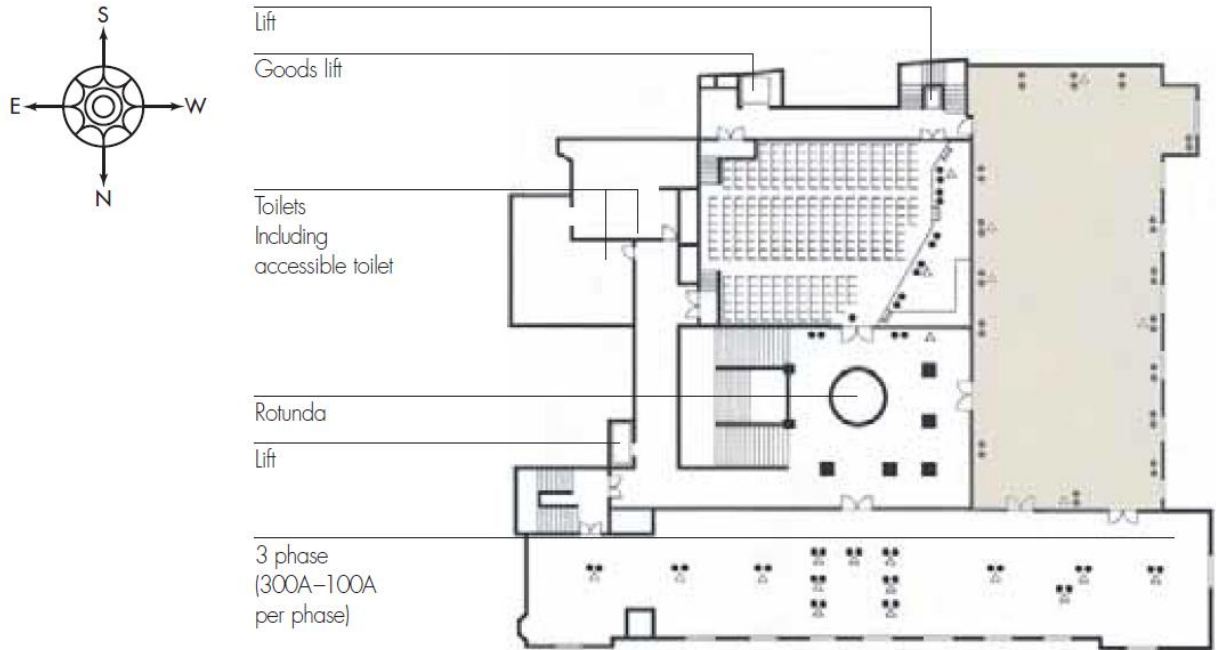 S
E
W
N
Lift
Goods lift
Toilets
Including
accessible toilet
Rotunda
Lift
3 phase
(300A–100A
per phase)